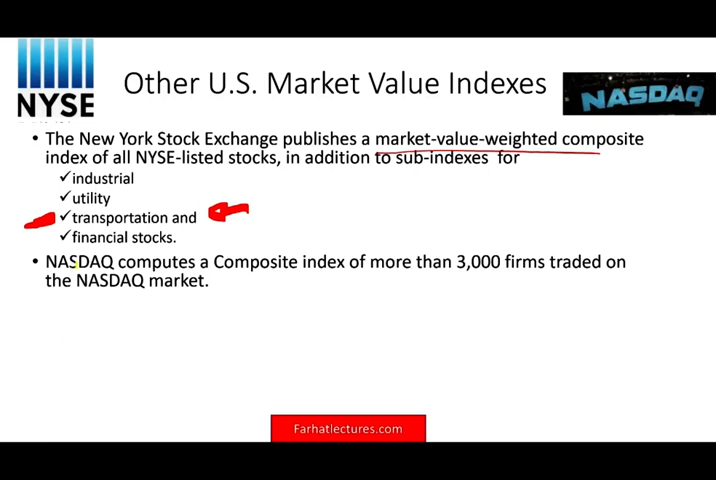 NYSE
Other U.S. Market Value Indexes
NASDAQ
• The New York Stock Exchange publishes a market-value-weighted composite
index of all NYSE-listed stocks, in addition to sub-indexes for
✓industrial
✓utility
✓transportation and
✓financial stocks.
• NASDAQ computes a Composite index of more than 3,000 firms traded on
the NASDAQ market.
Farhatlectures.com